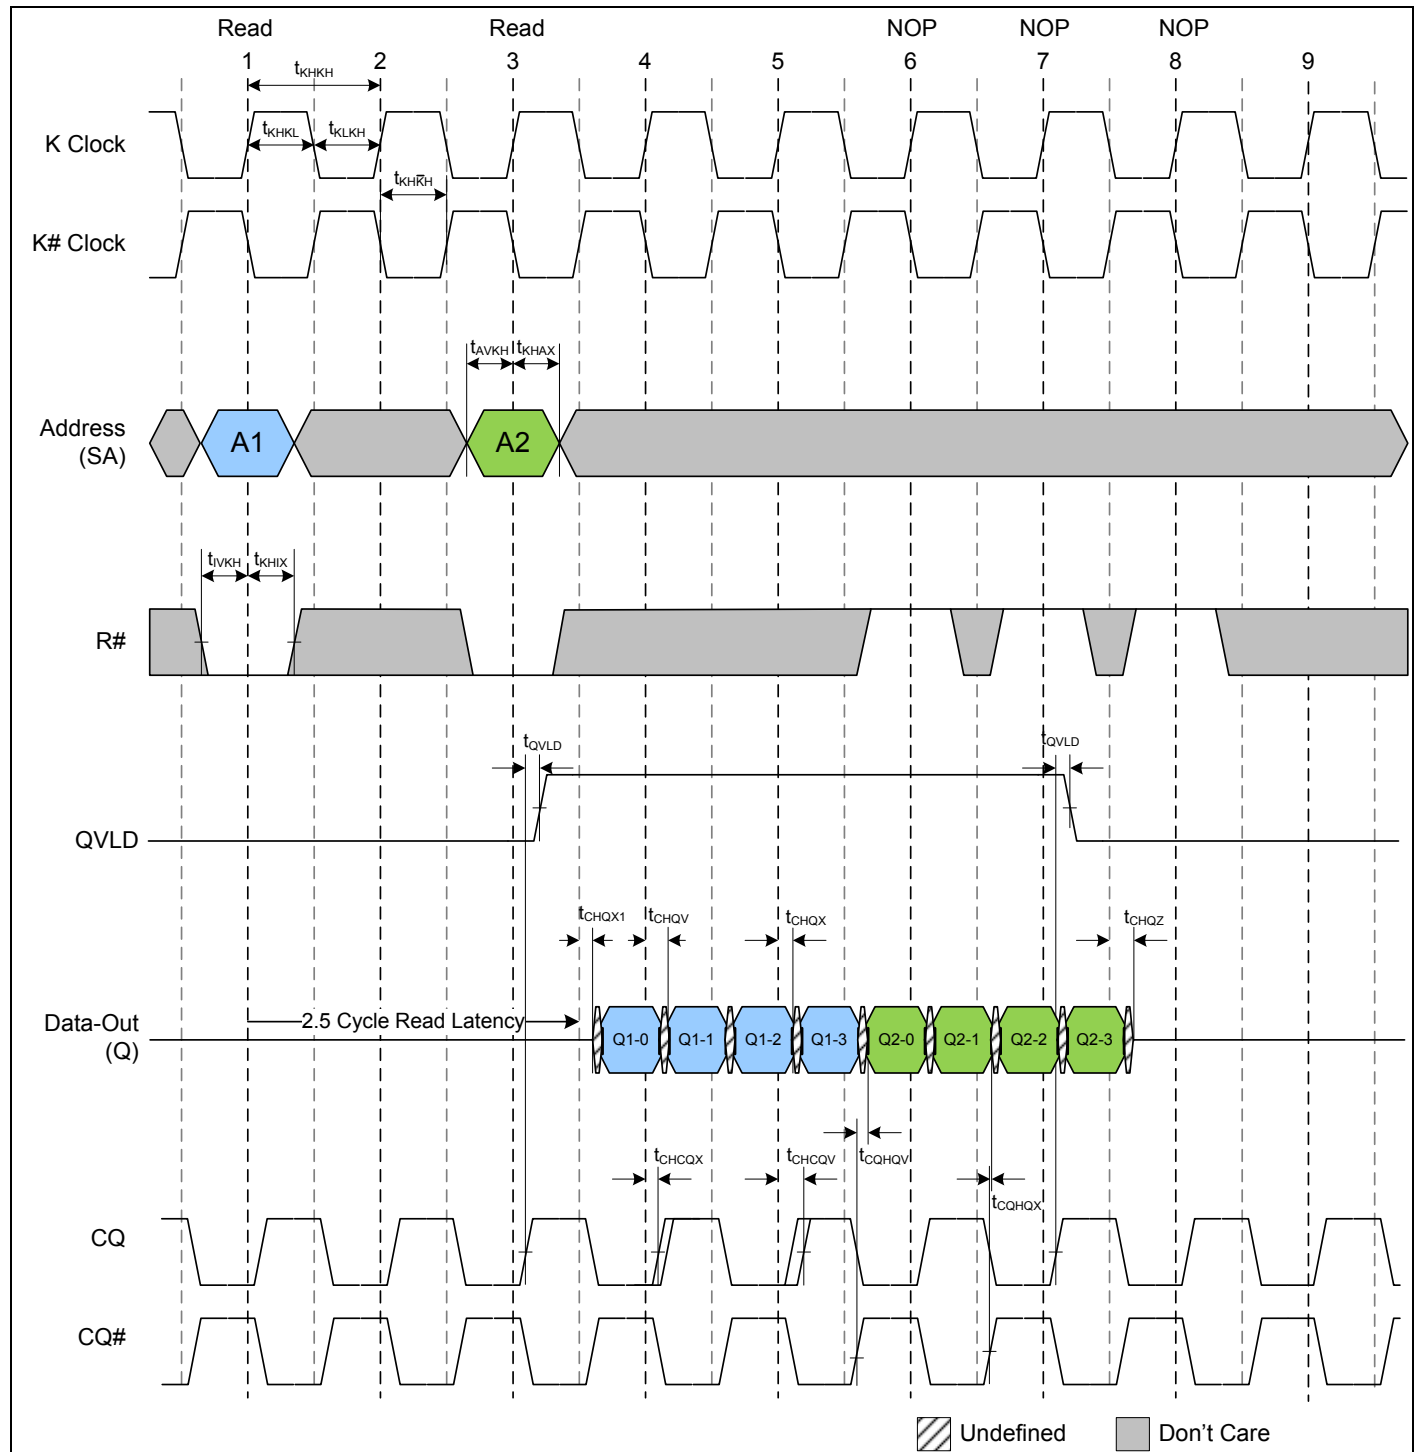 Read Read NOP NOP NOP
1 2 3 4 5 6 7 8 9
tKHKH
K Clock
tKHKL tKLKH
tKHK̅H
K# Clock
tAVKH tKHAX
Address
(SA)
A1 A2
tIVKH tKHIX
R#
tQVLD tQVLD
QVLD
tCHQX1 tCHQV tCHQX tCHQZ
Data-Out
(Q)
2.5 Cycle Read Latency
Q1-0 Q1-1 Q1-2 Q1-3 Q2-0 Q2-1 Q2-2 Q2-3
tCHCQX tCHCQV tCQHQV
tCQHQX
CQ
CQ#
Undefined Don't Care